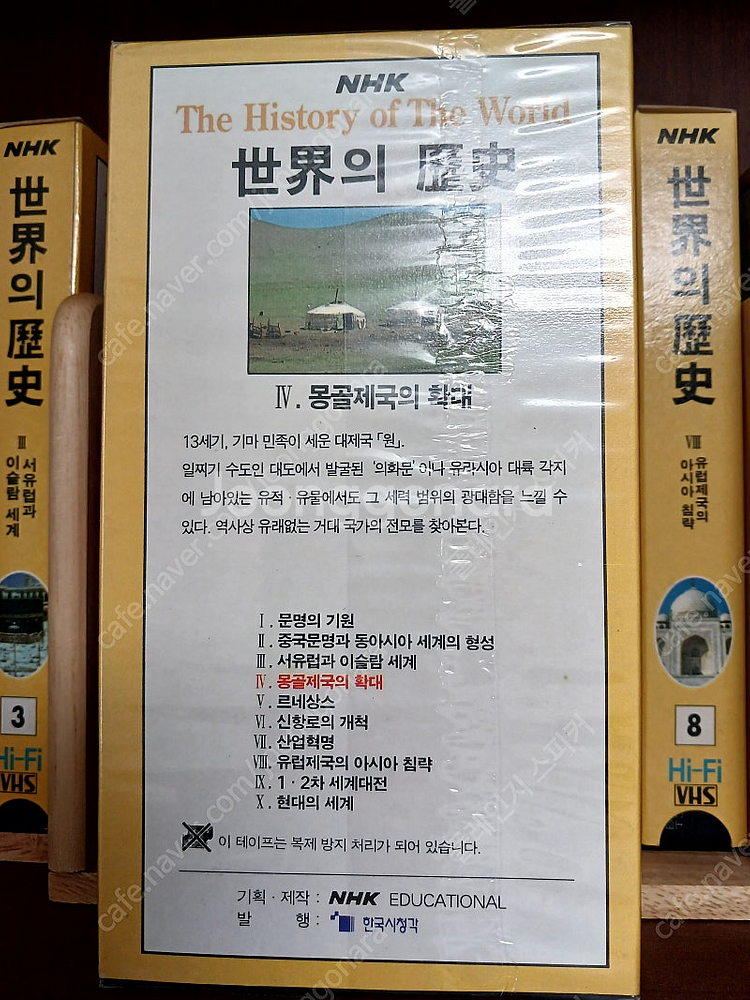 NHK
The History of The World
世界의 歷史
Ⅳ. 몽골제국의 확대
13세기, 기마 민족이 세운 대제국 「원」.
일찌기 수도인 대도에서 발굴된 '의화문'이나 유라시아 대륙 각지
에 남아있는 유적·유물에서도 그 세력 범위의 광대함을 느낄 수
있다. 역사상 유래없는 거대 국가의 전모를 찾아본다.
Ⅰ. 문명의 기원
Ⅱ. 중국문명과 동아시아 세계의 형성
Ⅲ. 서유럽과 이슬람 세계
Ⅳ. 몽골제국의 확대
Ⅴ. 르네상스
Ⅵ. 신항로의 개척
Ⅶ. 산업혁명
Ⅷ. 유럽제국의 아시아 침략
Ⅸ. 1·2차 세계대전
Ⅹ. 현대의 세계
이 테이프는 복제 방지 처리가 되어 있습니다.
기획·제작 : NHK EDUCATIONAL
발 행 : 한국시청각
NHK
世界의 歷史
Ⅲ
서유럽과
이슬람 세계
3
Hi-Fi
VHS
NHK
世界의 歷史
Ⅷ
유럽제국의
아시아 침략
8
Hi-Fi
VHS